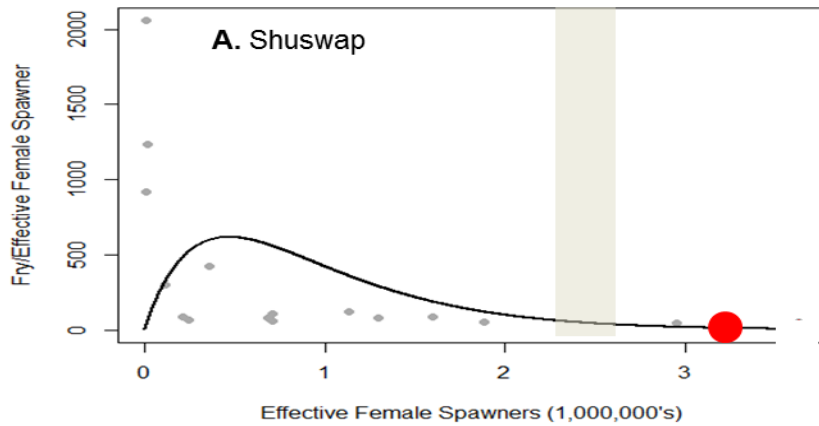 A. Shuswap
Fry/Effective Female Spawner
2000
1500
1000
500
0
0 1 2 3
Effective Female Spawners (1,000,000's)